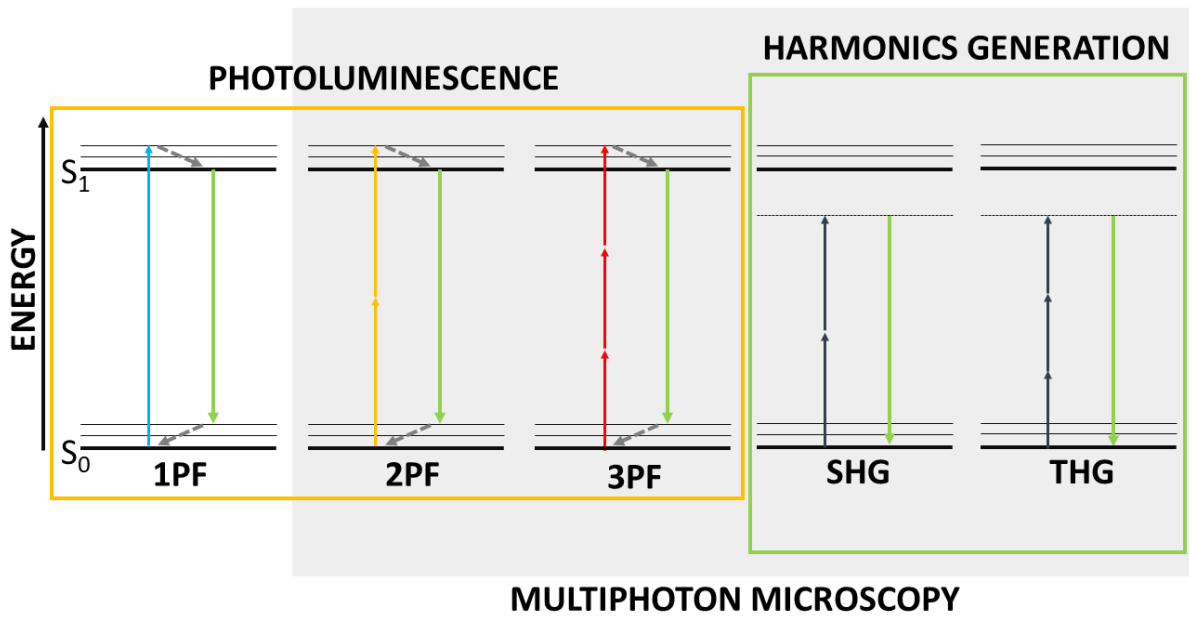 HARMONICS GENERATION
PHOTOLUMINESCENCE
ENERGY
S1
S0
1PF
2PF
3PF
SHG
THG
MULTIPHOTON MICROSCOPY